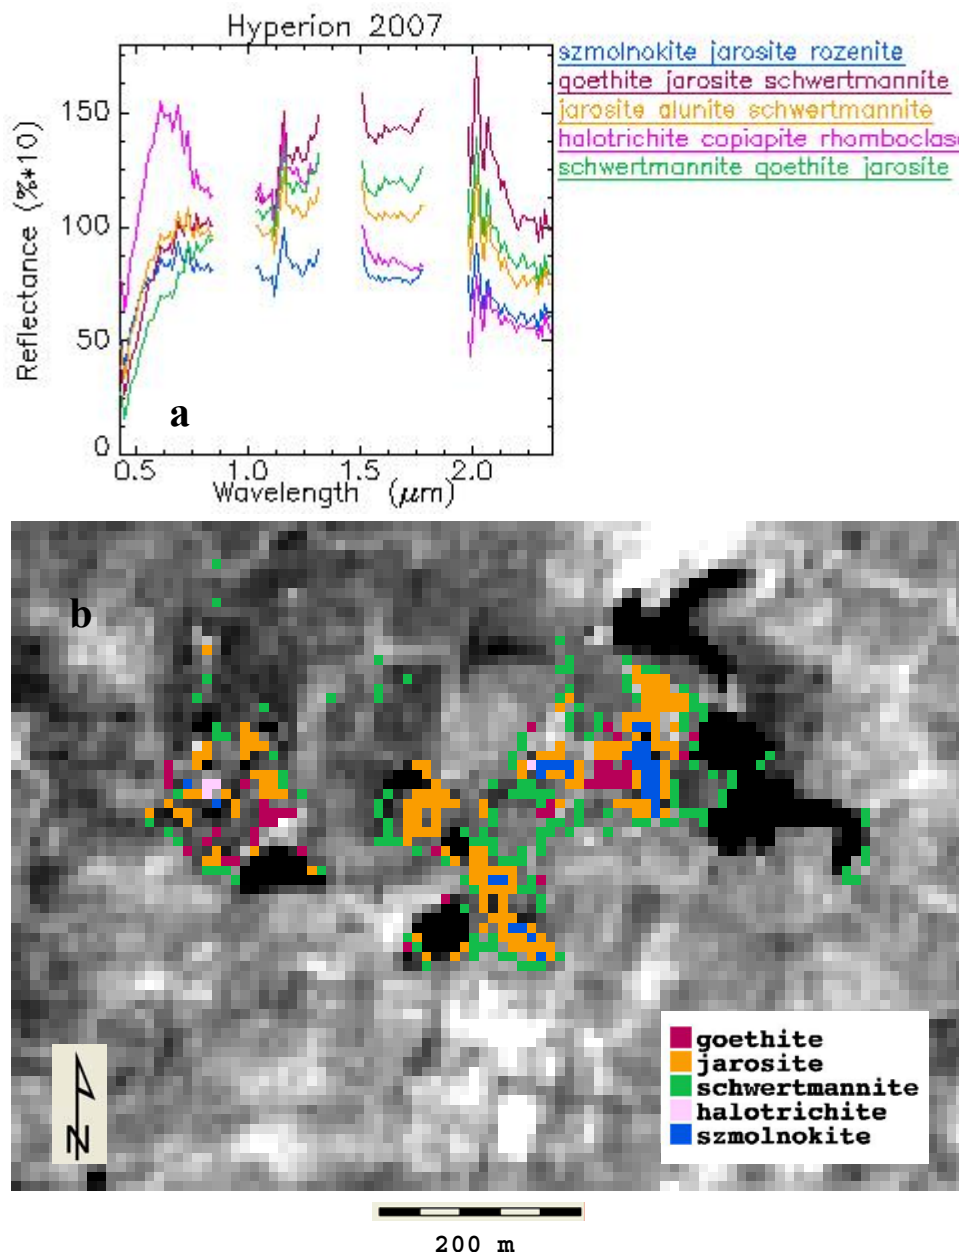 Hyperion 2007
szmolnokite jarosite rozenite
goethite jarosite schwertmannite
jarosite alunite schwertmannite
halotrichite copiapite rhomboclase
schwertmannite goethite jarosite
Reflectance (%*10)
150
100
50
0
a
0.5 1.0 1.5 2.0
Wavelength (μm)
b
goethite
jarosite
schwertmannite
halotrichite
szmolnokite
N
200 m